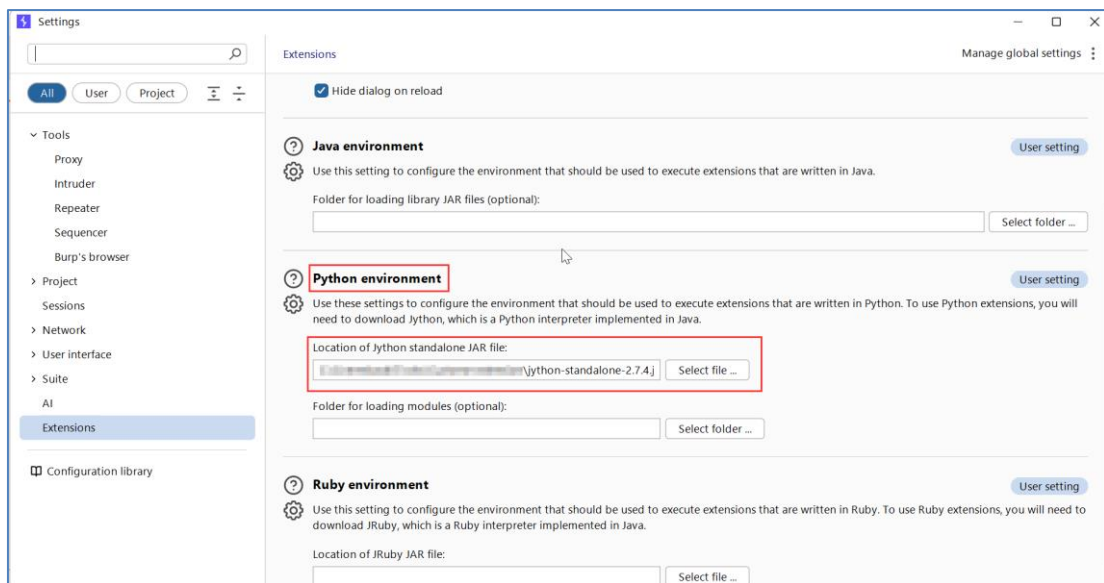 Settings
Extensions
Manage global settings
All
User
Project
Hide dialog on reload
Tools
Proxy
Intruder
Repeater
Sequencer
Burp's browser
Project
Sessions
Network
User interface
Suite
AI
Extensions
Configuration library
Java environment
User setting
Use this setting to configure the environment that should be used to execute extensions that are written in Java.
Folder for loading library JAR files (optional):
Select folder ...
Python environment
User setting
Use these settings to configure the environment that should be used to execute extensions that are written in Python. To use Python extensions, you will
need to download Jython, which is a Python interpreter implemented in Java.
Location of Jython standalone JAR file:
\jython-standalone-2.7.4.j
Select file ...
Folder for loading modules (optional):
Select folder ...
Ruby environment
User setting
Use this setting to configure the environment that should be used to execute extensions that are written in Ruby. To use Ruby extensions, you will need to
download JRuby, which is a Ruby interpreter implemented in Java.
Location of JRuby JAR file:
Select file ...